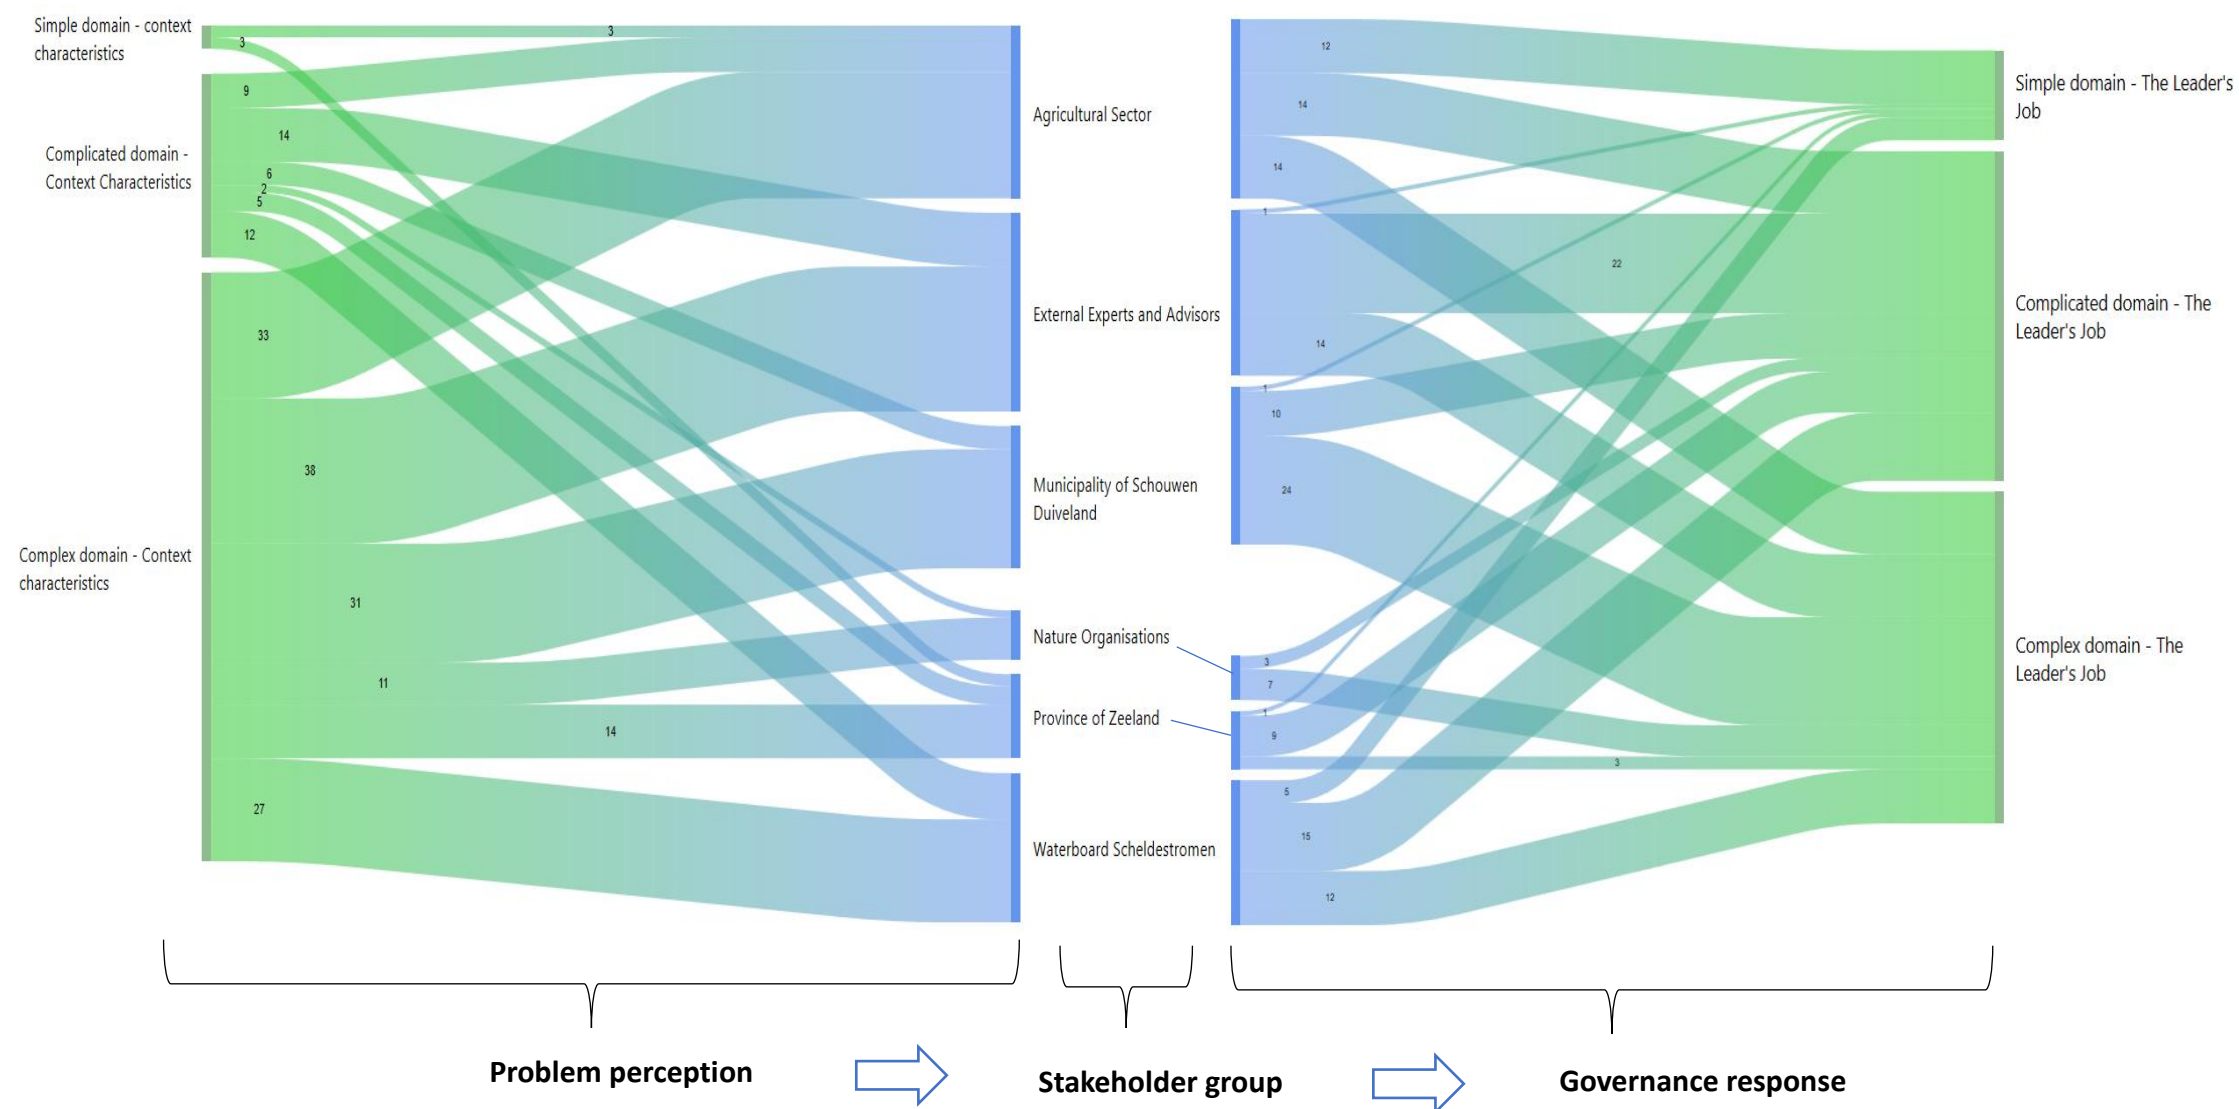 Simple domain - context
characteristics
Complicated domain -
Context Characteristics
Complex domain - Context
characteristics
3
3
9
14
6
2
5
12
33
38
31
11
14
27
Agricultural Sector
External Experts and Advisors
Municipality of Schouwen
Duiveland
Nature Organisations
Province of Zeeland
Waterboard Scheldestromen
12
14
14
1
22
14
1
10
24
3
7
1
9
3
5
15
12
Simple domain - The Leader's
Job
Complicated domain - The
Leader's Job
Complex domain - The
Leader's Job
Problem perception
Stakeholder group
Governance response